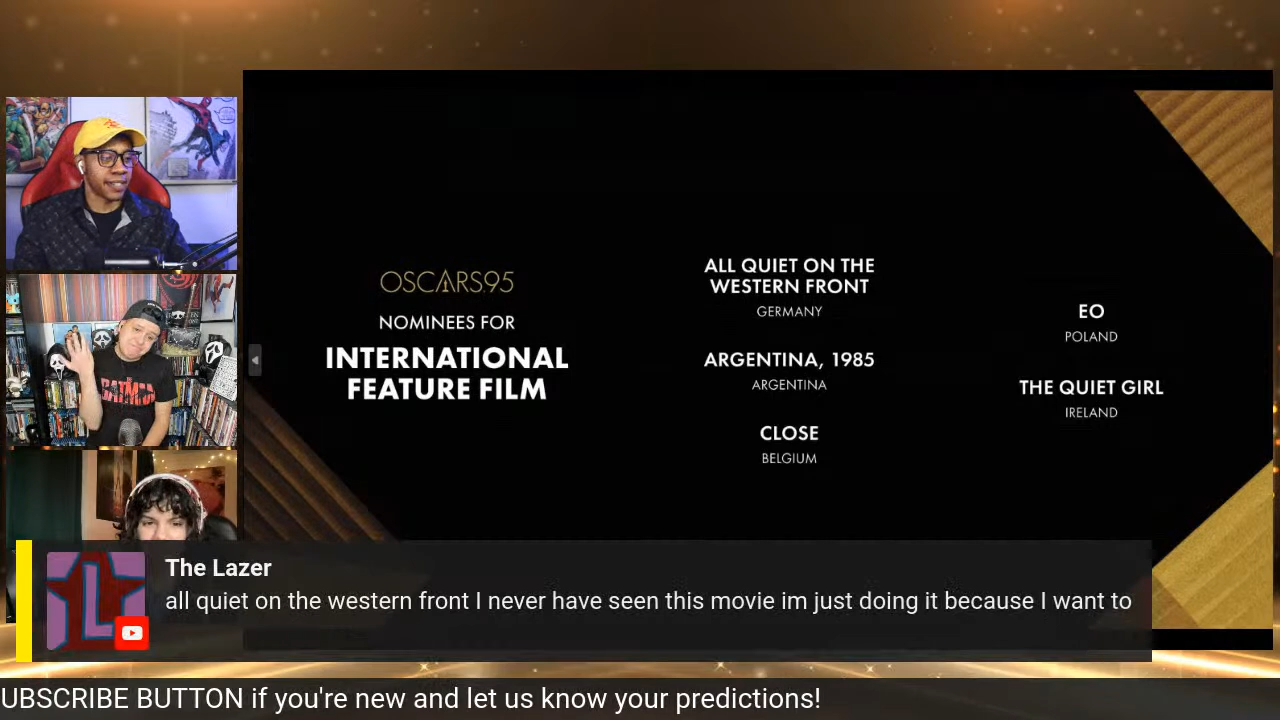 OSCARS95
NOMINEES FOR
INTERNATIONAL
FEATURE FILM
ALL QUIET ON THE
WESTERN FRONT
GERMANY
ARGENTINA, 1985
ARGENTINA
CLOSE
BELGIUM
EO
POLAND
THE QUIET GIRL
IRELAND
BATMAN
L
The Lazer
all quiet on the western front I never have seen this movie im just doing it because I want to
UBSCRIBE BUTTON if you're new and let us know your predictions!